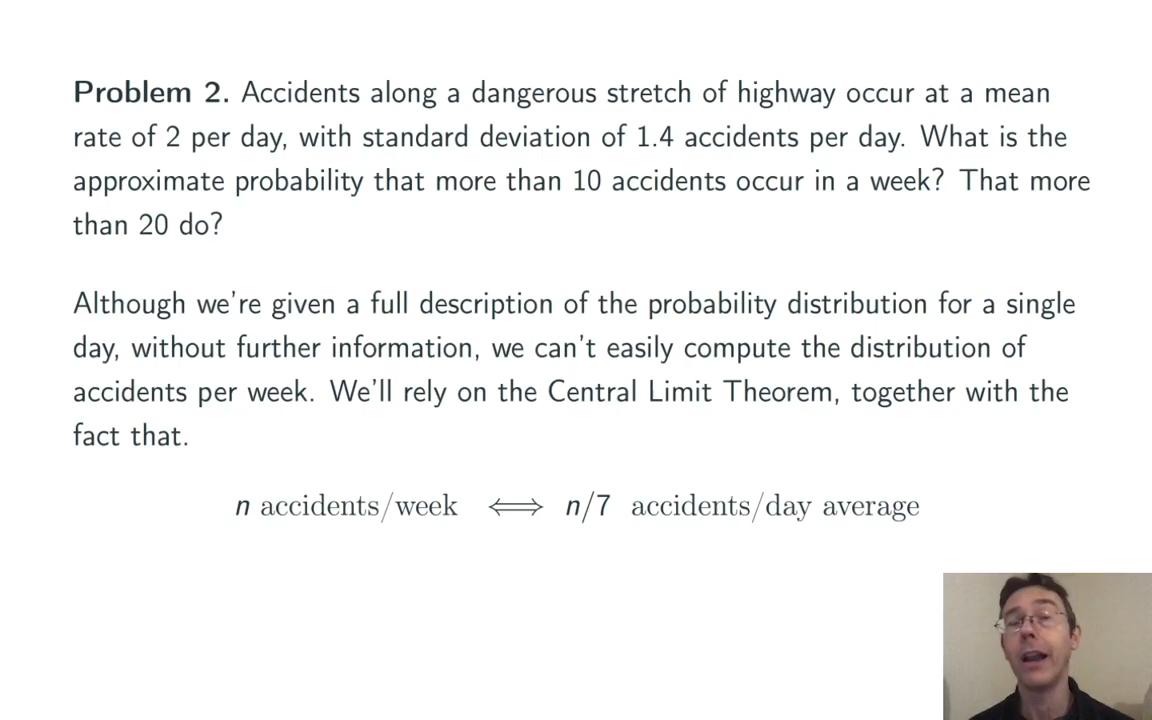 Problem 2. Accidents along a dangerous stretch of highway occur at a mean
rate of 2 per day, with standard deviation of 1.4 accidents per day. What is the
approximate probability that more than 10 accidents occur in a week? That more
than 20 do?
Although we're given a full description of the probability distribution for a single
day, without further information, we can't easily compute the distribution of
accidents per week. We'll rely on the Central Limit Theorem, together with the
fact that.
n accidents/week ⟺ n/7 accidents/day average